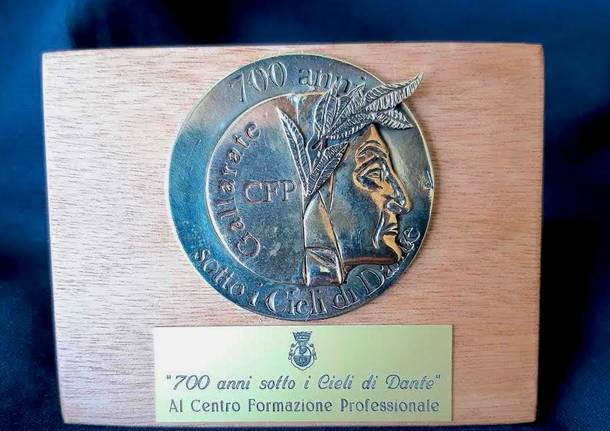 700 anni
Gallarate
CFP
sotto i Cieli di Dante
"700 anni sotto i Cieli di Dante"
Al Centro Formazione Professionale